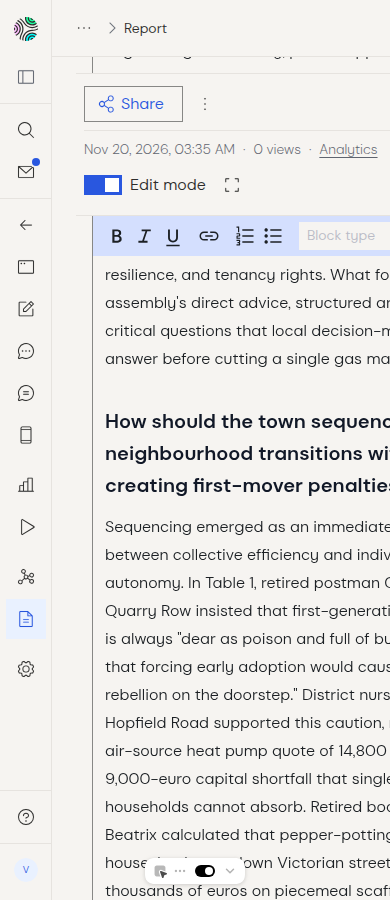 Report
Share
Nov 20, 2026, 03:35 AM · 0 views · Analytics
Edit mode
B I U Block type
resilience, and tenancy rights. What fo
assembly's direct advice, structured ar
critical questions that local decision-m
answer before cutting a single gas ma
How should the town sequenc
neighbourhood transitions wi
creating first-mover penaltie
Sequencing emerged as an immediate
between collective efficiency and indiv
autonomy. In Table 1, retired postman
Quarry Row insisted that first-generati
is always "dear as poison and full of bu
that forcing early adoption would caus
rebellion on the doorstep." District nurs
Hopfield Road supported this caution,
air-source heat pump quote of 14,800
9,000-euro capital shortfall that single
households cannot absorb. Retired boo
Beatrix calculated that pepper-potting
down Victorian street
thousands of euros on piecemeal scaf
V